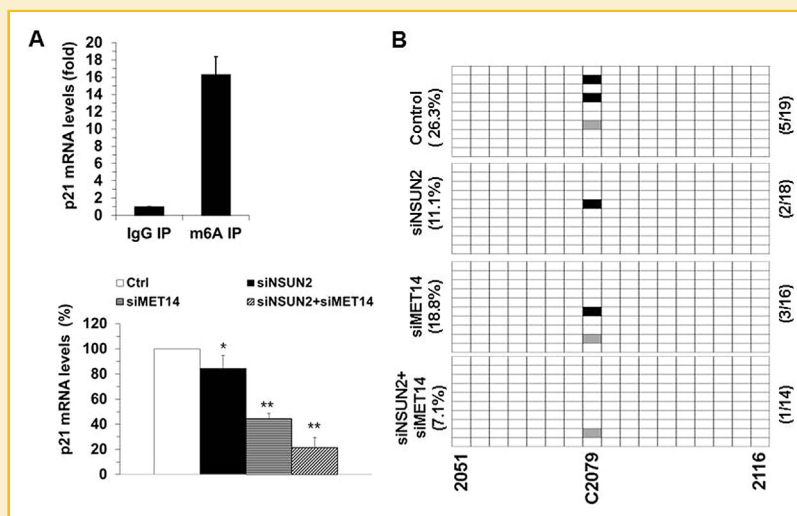 A
p21 mRNA levels (fold)
20
18
16
14
12
10
8
6
4
2
0
IgG IP
m6A IP
Ctrl
siNSUN2
siMET14
siNSUN2+siMET14
p21 mRNA levels (%)
120
100
80
60
40
20
0
*
**
**
B
Control
( 26.3%)
(5/19)
siNSUN2
(11.1%)
(2/18)
siMET14
(18.8%)
(3/16)
siNSUN2+
siMET14
(7.1%)
(1/14)
2051
C2079
2116